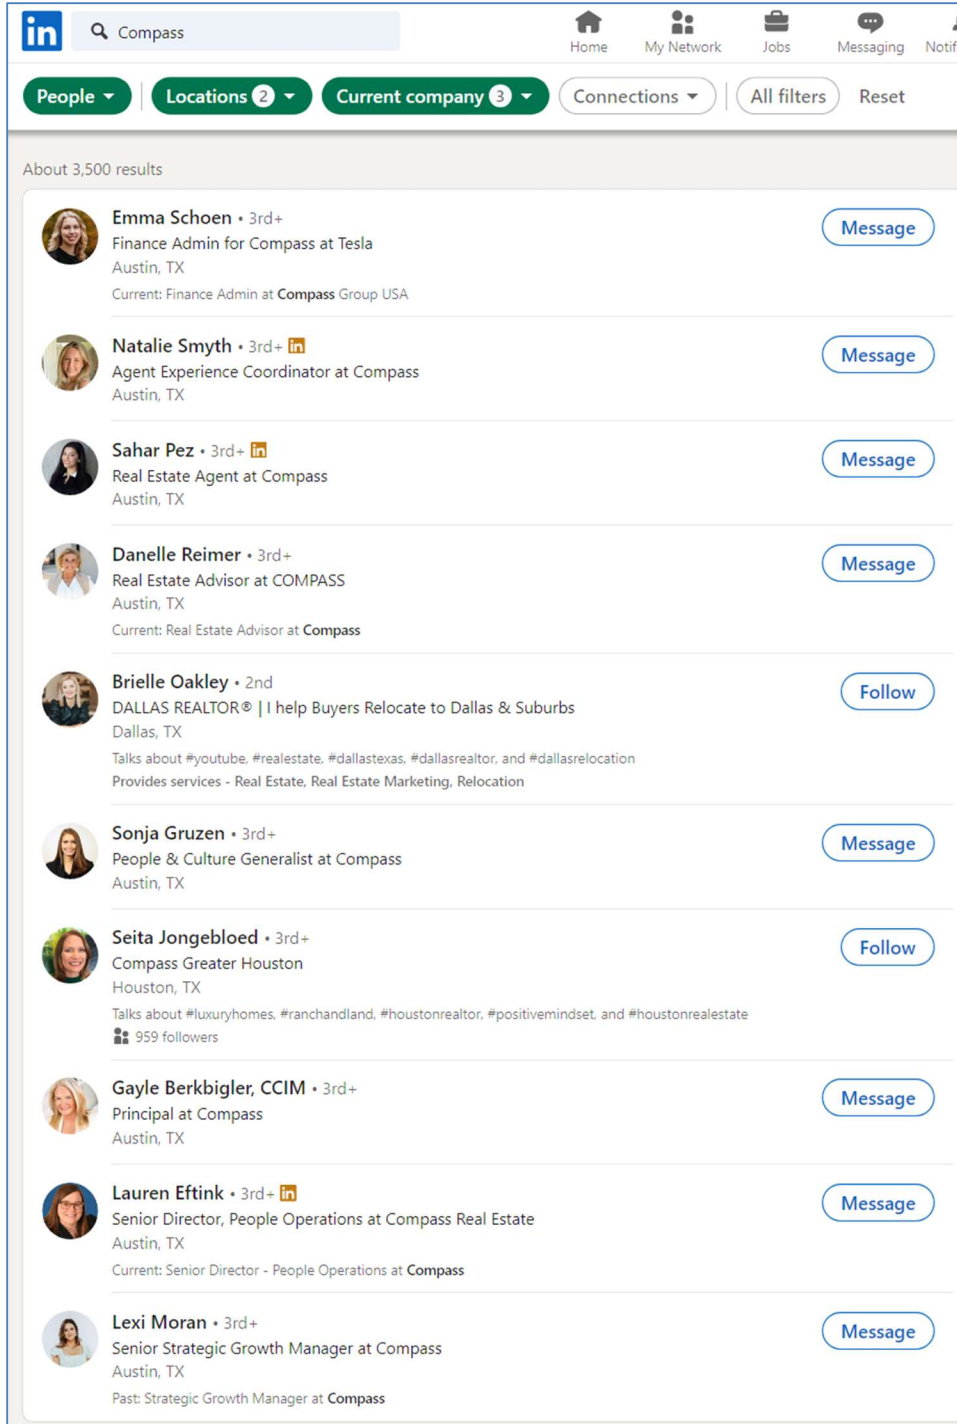 in
Compass
Home
My Network
Jobs
Messaging
Notif
People
Locations 2
Current company 3
Connections
All filters
Reset
About 3,500 results
Emma Schoen • 3rd+
Message
Finance Admin for Compass at Tesla
Austin, TX
Current: Finance Admin at Compass Group USA
Natalie Smyth • 3rd+ in
Message
Agent Experience Coordinator at Compass
Austin, TX
Sahar Pez • 3rd+ in
Message
Real Estate Agent at Compass
Austin, TX
Danelle Reimer • 3rd+
Message
Real Estate Advisor at COMPASS
Austin, TX
Current: Real Estate Advisor at Compass
Brielle Oakley • 2nd
Follow
DALLAS REALTOR® | I help Buyers Relocate to Dallas & Suburbs
Dallas, TX
Talks about #youtube, #realestate, #dallastexas, #dallasrealtor, and #dallasrelocation
Provides services - Real Estate, Real Estate Marketing, Relocation
Sonja Gruzen • 3rd+
Message
People & Culture Generalist at Compass
Austin, TX
Seita Jongebloed • 3rd+
Follow
Compass Greater Houston
Houston, TX
Talks about #luxuryhomes, #ranchandland, #houstonrealtor, #positivemindset, and #houstonrealestate
959 followers
Gayle Berkbigler, CCIM • 3rd+
Message
Principal at Compass
Austin, TX
Lauren Eftink • 3rd+ in
Message
Senior Director, People Operations at Compass Real Estate
Austin, TX
Current: Senior Director - People Operations at Compass
Lexi Moran • 3rd+
Message
Senior Strategic Growth Manager at Compass
Austin, TX
Past: Strategic Growth Manager at Compass